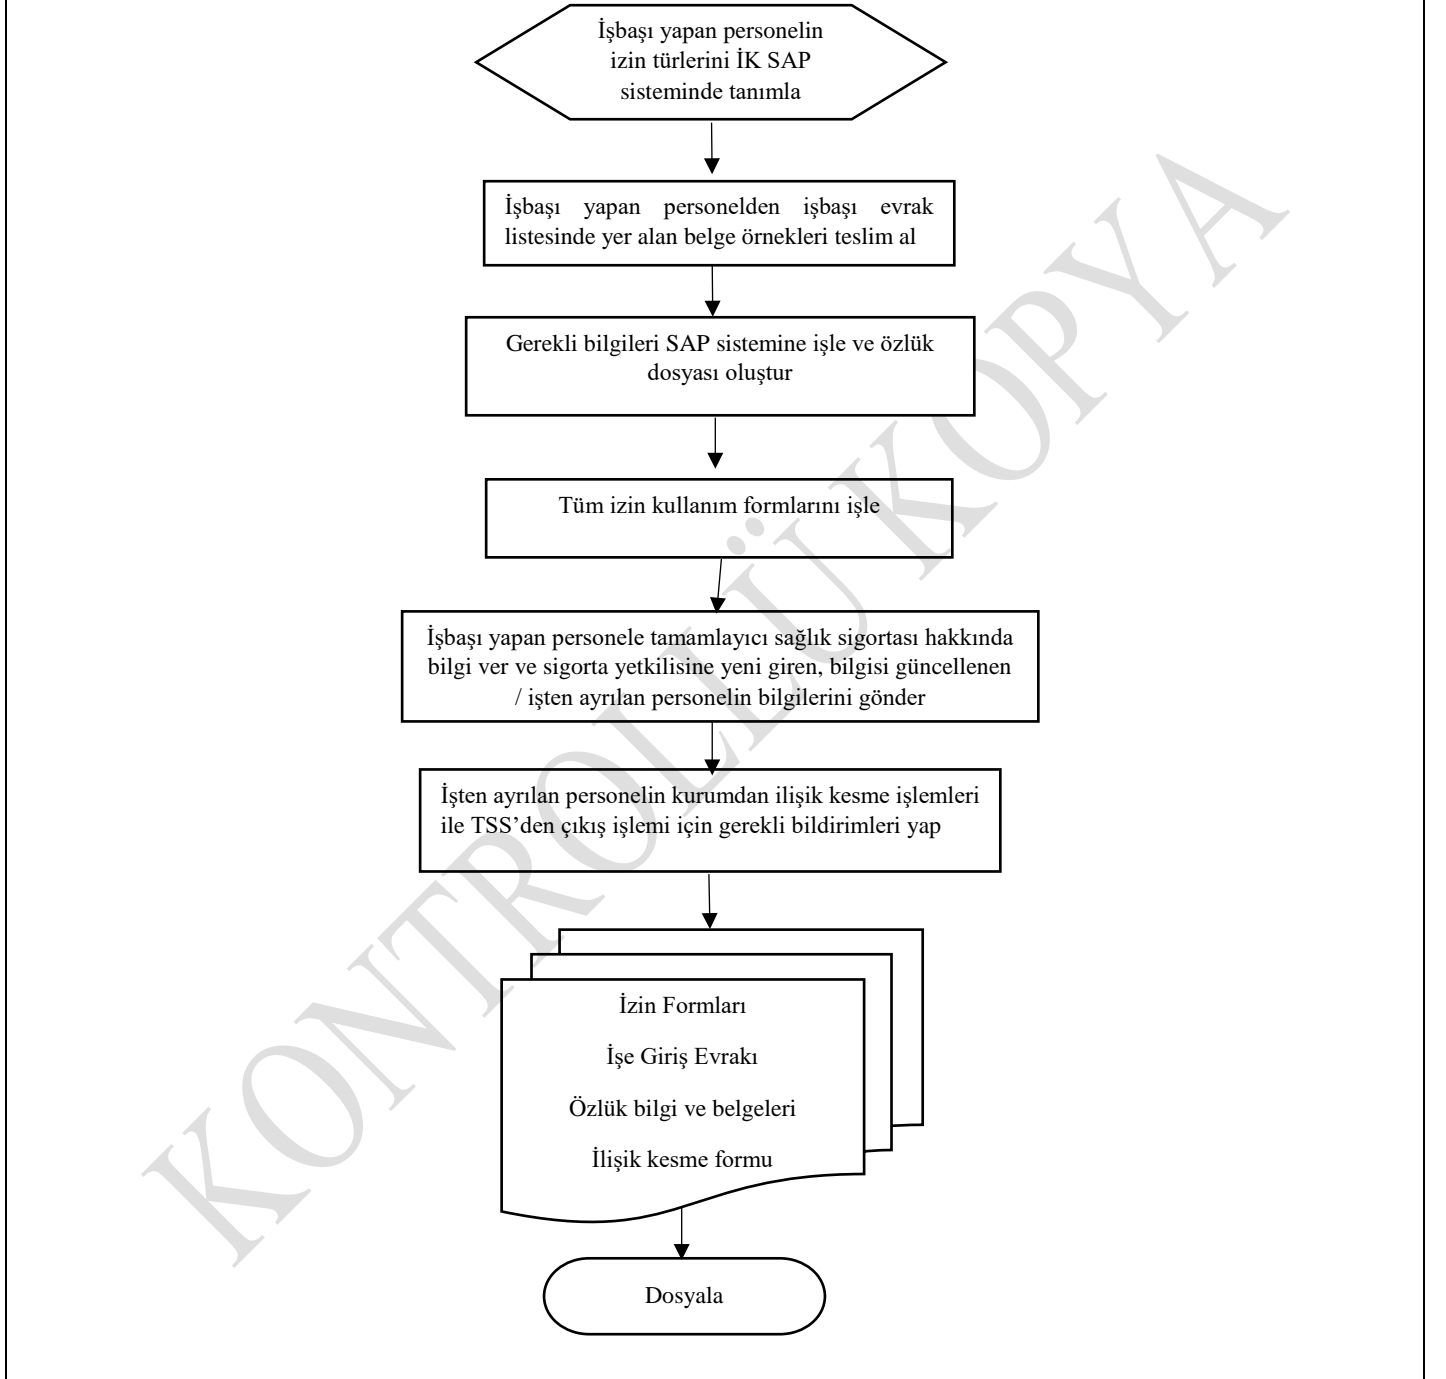 İşbaşı yapan personelin
izin türlerini İK SAP
sisteminde tanımla
İşbaşı yapan personelden işbaşı evrak
listesinde yer alan belge örnekleri teslim al
Gerekli bilgileri SAP sistemine işle ve özlük
dosyası oluştur
Tüm izin kullanım formlarını işle
İşbaşı yapan personele tamamlayıcı sağlık sigortası hakkında
bilgi ver ve sigorta yetkilisine yeni giren, bilgisi güncellenen
/ işten ayrılan personelin bilgilerini gönder
İşten ayrılan personelin kurumdan ilişik kesme işlemleri
ile TSS’den çıkış işlemi için gerekli bildirimleri yap
İzin Formları
İşe Giriş Evrakı
Özlük bilgi ve belgeleri
İlişik kesme formu
Dosyala
KONTROLLÜ KOPYA